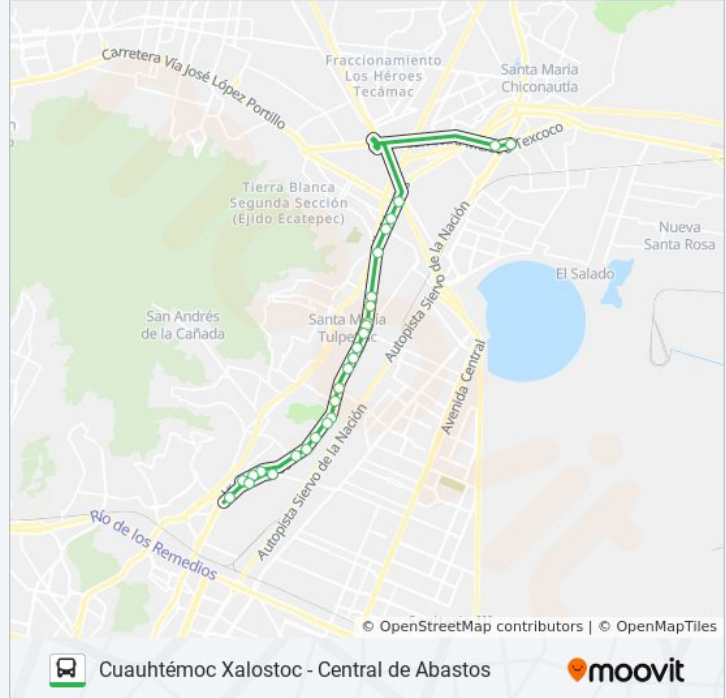 Carretera Vía José López Portillo
Fraccionamiento
Los Héroes
Tecámac
Santa Maria
Chiconautla
Texcoco
Tierra Blanca
Segunda Sección
(Ejido Ecatepec)
Autopista Siervo de la Nación
Nueva
Santa Rosa
El Salado
San Andrés
de la Cañada
Santa María
Tulpetlac
Avenida Central
Autopista Siervo de la Nación
Río de los Remedios
© OpenStreetMap contributors | © OpenMapTiles
Cuauhtémoc Xalostoc - Central de Abastos
moovit